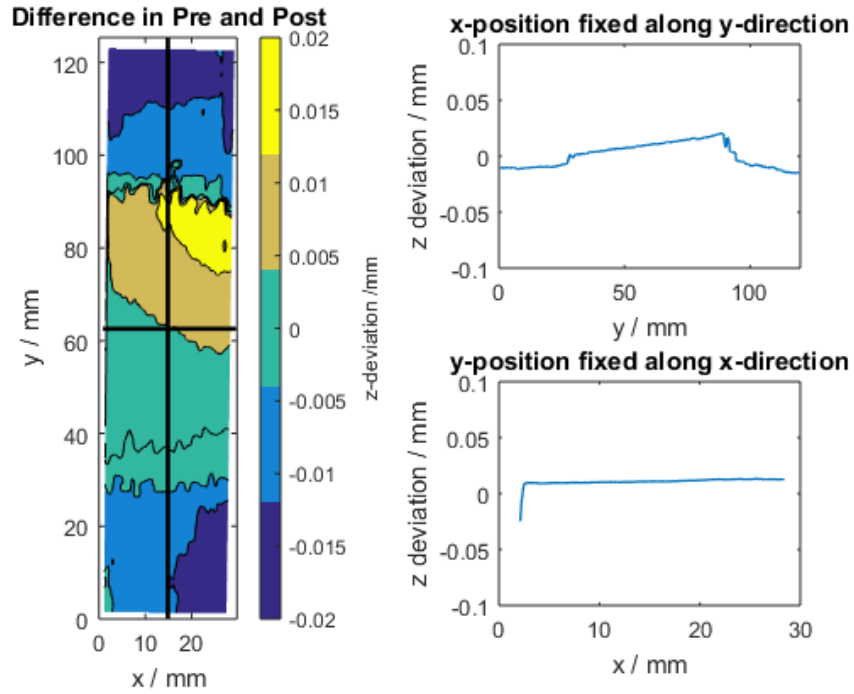 Difference in Pre and Post
120
100
80
60
40
20
0
0 10 20
x / mm
y / mm
0.02
0.015
0.01
0.005
0
-0.005
-0.01
-0.015
-0.02
z-deviation /mm
x-position fixed along y-direction
0.1
0.05
0
-0.05
-0.1
0 50 100
y / mm
z deviation / mm
y-position fixed along x-direction
0.1
0.05
0
-0.05
-0.1
0 10 20 30
x / mm
z deviation / mm